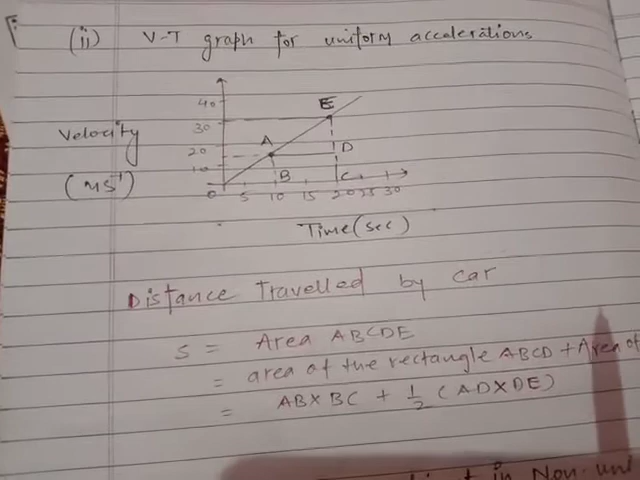 (ii) V-T graph for uniform accelerations
40
E
30
Velocity
A
20
D
10
B
C
(ms⁻¹)
0 5 10 15 20 25 30
Time(sec)
Distance Travelled by car
s = Area ABCDE
= area of the rectangle ABCD + Area of
= AB×BC + 1/2 (AD×DE)
in Non-uni